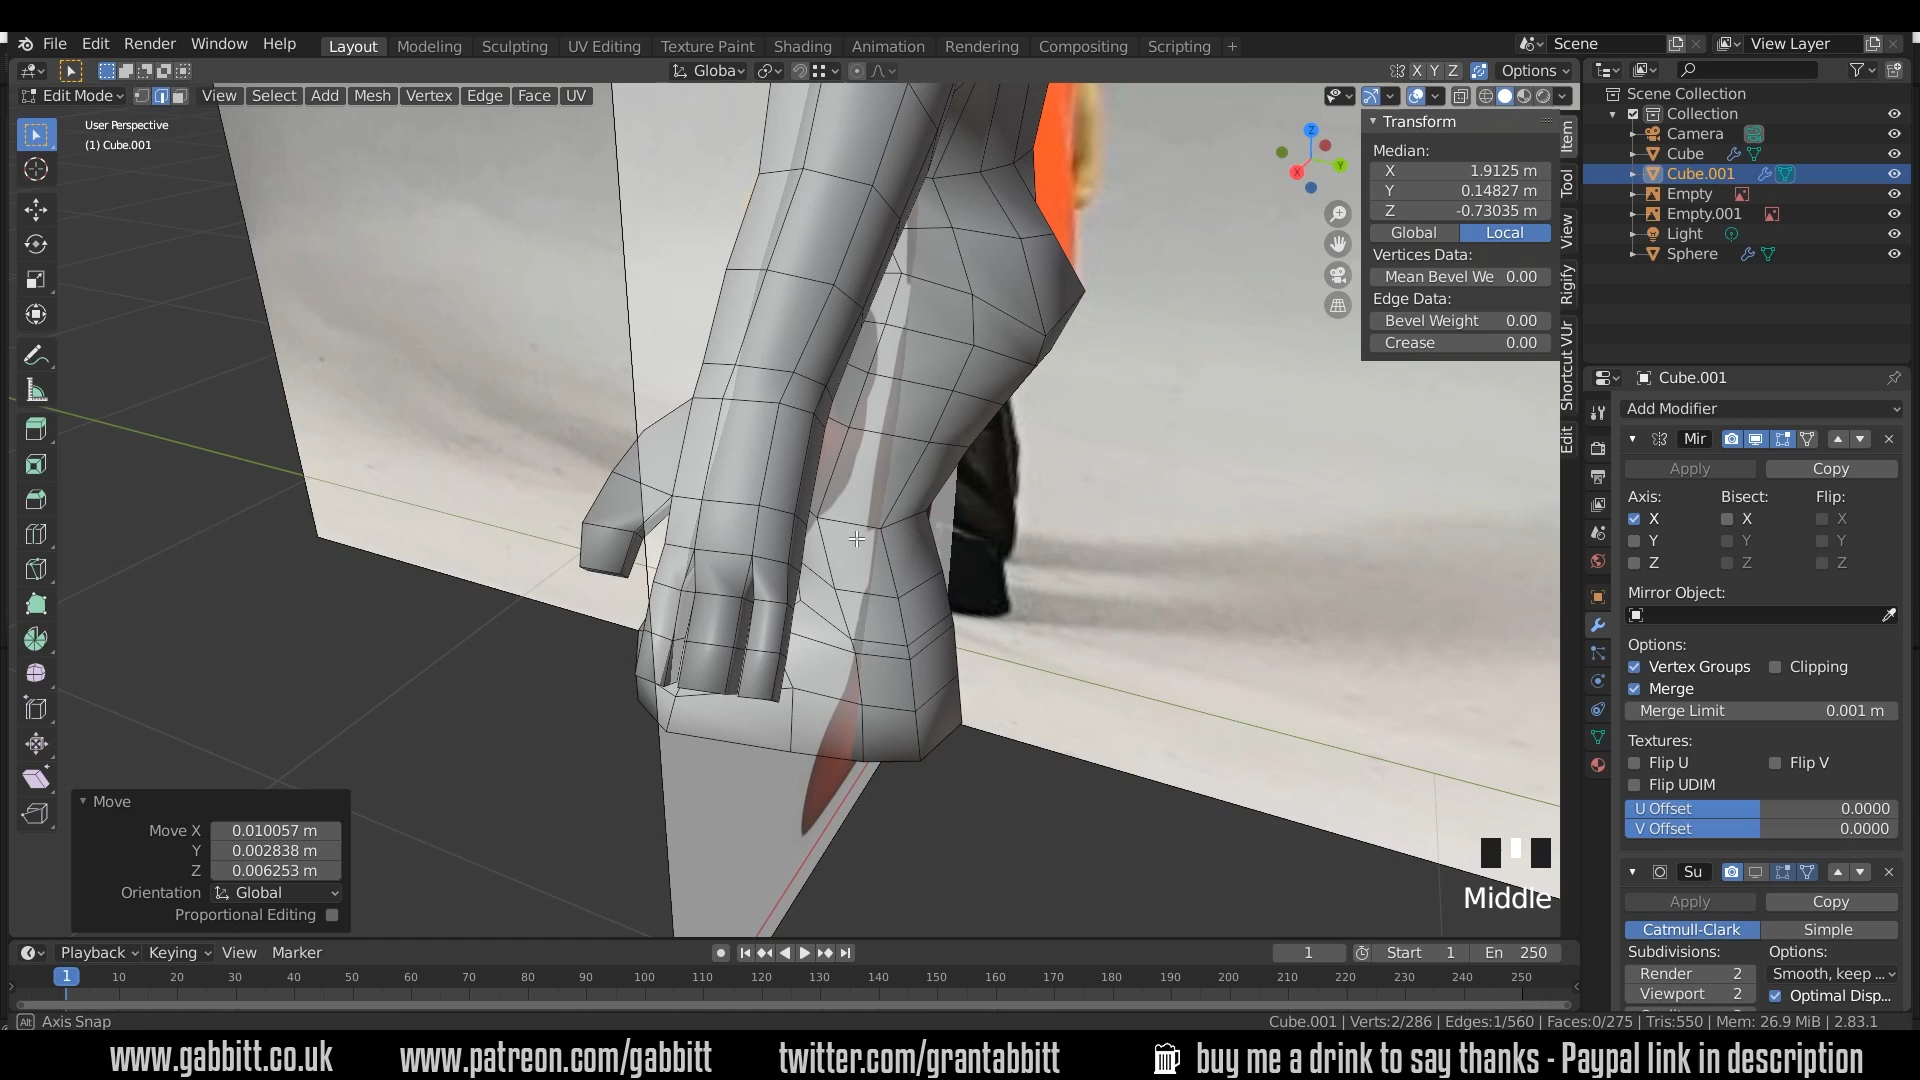 File Edit Render Window Help Layout Modeling Sculpting UV Editing Texture Paint Shading Animation Rendering Compositing Scripting + Scene View Layer
Global Options
Edit Mode View Select Add Mesh Vertex Edge Face UV
X Y Z
User Perspective
(1) Cube.001
Transform
Median:
X 1.9125 m
Y 0.14827 m
Z -0.73035 m
Global Local
Vertices Data:
Mean Bevel We 0.00
Edge Data:
Bevel Weight 0.00
Crease 0.00
Item
Tool
View
Rigify
Shortcut VUr
Edit
Z
Y
X
Scene Collection
Collection
Camera
Cube
Cube.001
Empty
Empty.001
Light
Sphere
Cube.001
Add Modifier
Mir
Apply Copy
Axis: Bisect: Flip:
X X X
Y Y Y
Z Z Z
Mirror Object:
Options:
Vertex Groups Clipping
Merge
Merge Limit 0.001 m
Textures:
Flip U Flip V
Flip UDIM
U Offset 0.0000
V Offset 0.0000
Su
Apply Copy
Catmull-Clark Simple
Subdivisions: Options:
Render 2 Smooth, keep ...
Viewport 2 Optimal Disp...
Move
Move X 0.010057 m
Y 0.002838 m
Z 0.006253 m
Orientation Global
Proportional Editing
Middle
Playback Keying View Marker 1 Start 1 En 250
1 10 20 30 40 50 60 70 80 90 100 110 120 130 140 150 160 170 180 190 200 210 220 230 240 250
Alt Axis Snap Cube.001 | Verts:2/286 | Edges:1/560 | Faces:0/275 | Tris:550 | Mem: 26.9 MiB | 2.83.1
www.gabbitt.co.uk www.patreon.com/gabbitt twitter.com/grantabbitt buy me a drink to say thanks - Paypal link in description